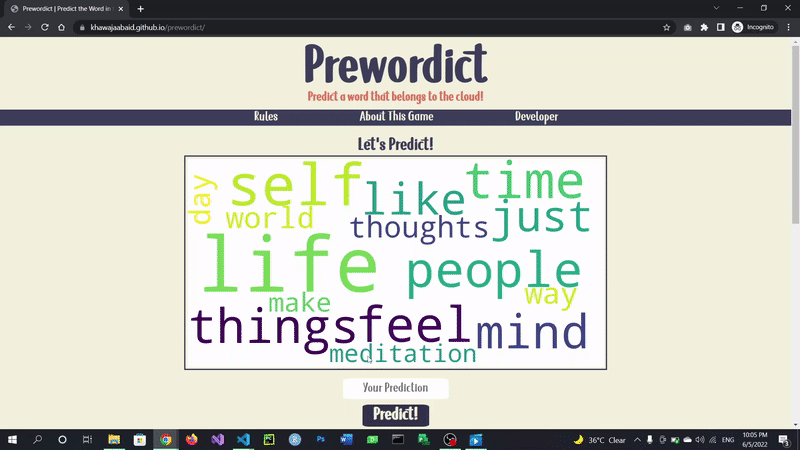 Prewordict | Predict the Word in
khawajaabaid.github.io/prewordict/
Incognito
Prewordict
Predict a word that belongs to the cloud!
Rules About This Game Developer
Let's Predict!
day self like time
world thoughts just
life people
make way
things feel mind
meditation
Your Prediction
Predict!
36°C Clear
10:05 PM
6/5/2022